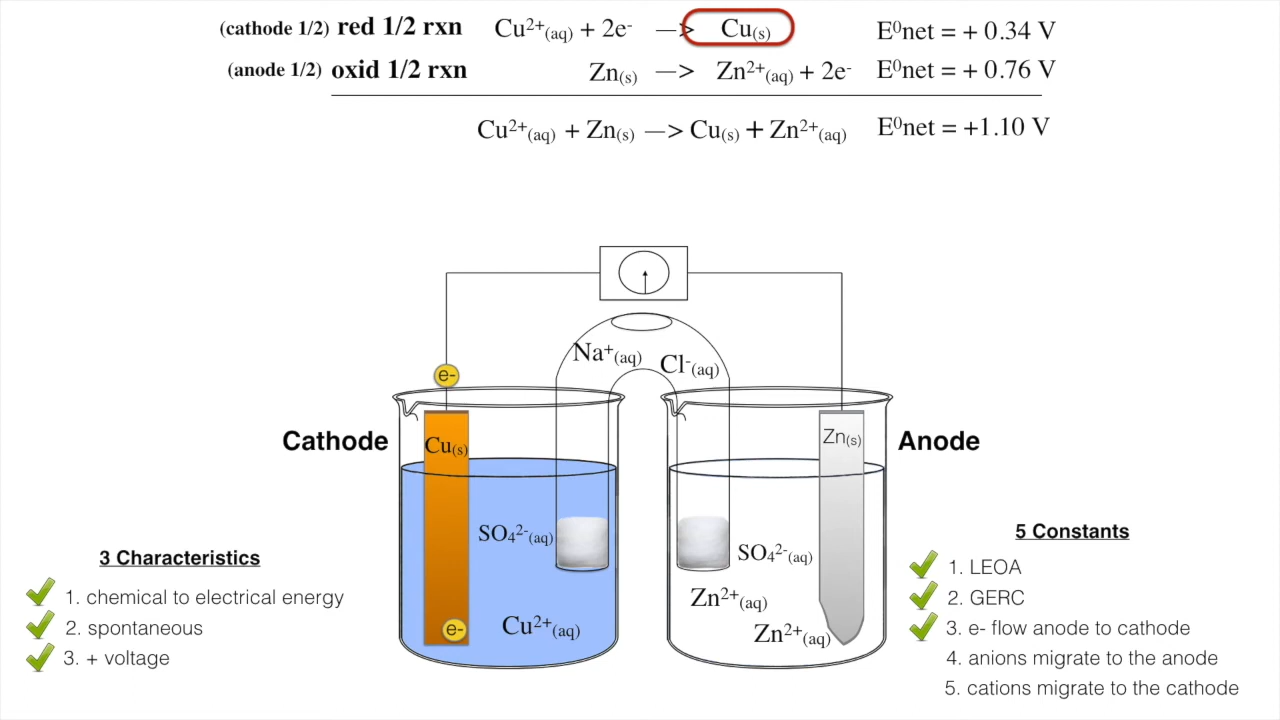 (cathode 1/2) red 1/2 rxn Cu²⁺(aq) + 2e⁻ —> Cu(s) E⁰net = + 0.34 V
(anode 1/2) oxid 1/2 rxn Zn(s) —> Zn²⁺(aq) + 2e⁻ E⁰net = + 0.76 V
Cu²⁺(aq) + Zn(s) —> Cu(s) + Zn²⁺(aq) E⁰net = +1.10 V
Na⁺(aq) Cl⁻(aq)
e-
Cathode
Cu(s)
Zn(s)
Anode
SO₄²⁻(aq)
SO₄²⁻(aq)
Zn²⁺(aq)
Cu²⁺(aq)
Zn²⁺(aq)
e-
3 Characteristics
1. chemical to electrical energy
2. spontaneous
3. + voltage
5 Constants
1. LEOA
2. GERC
3. e- flow anode to cathode
4. anions migrate to the anode
5. cations migrate to the cathode